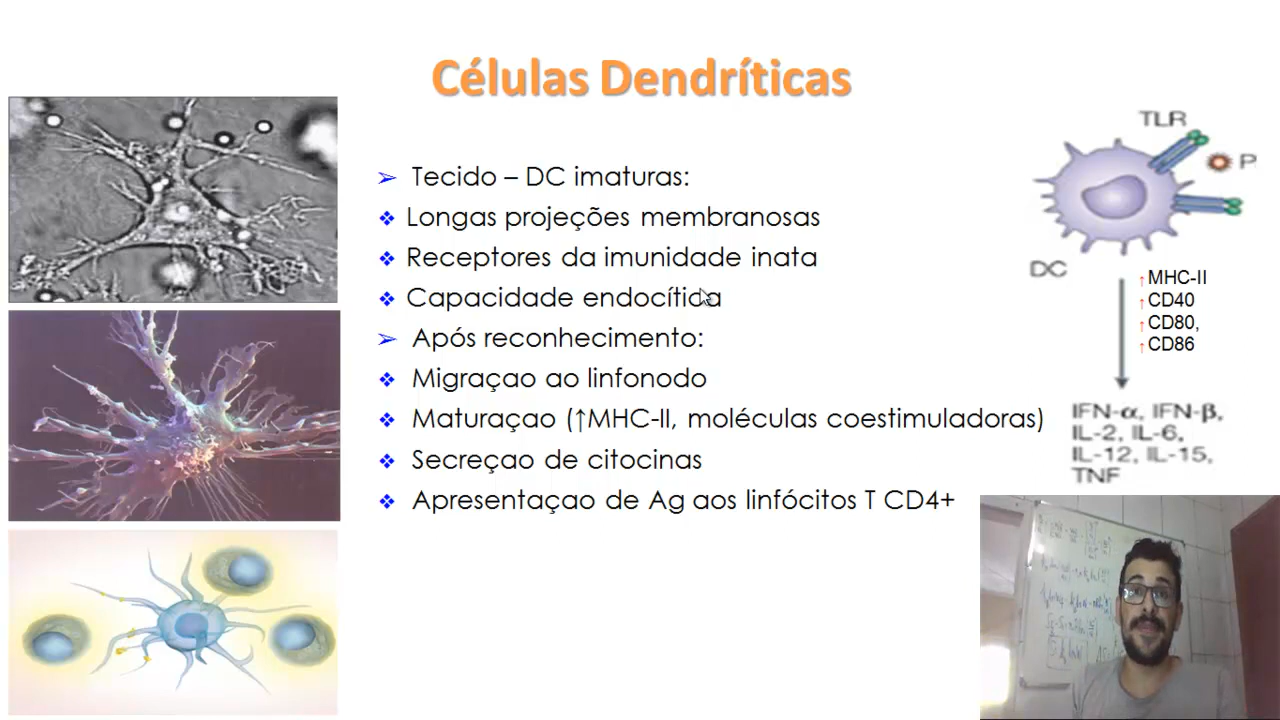 Células Dendríticas
➢ Tecido – DC imaturas:
❖ Longas projeções membranosas
❖ Receptores da imunidade inata
❖ Capacidade endocítica
➢ Após reconhecimento:
❖ Migraçao ao linfonodo
❖ Maturaçao (↑MHC-II, moléculas coestimuladoras)
❖ Secreçao de citocinas
❖ Apresentaçao de Ag aos linfócitos T CD4+
TLR
P
DC
↑MHC-II
↑CD40
↑CD80,
↑CD86
IFN-α, IFN-β,
IL-2, IL-6,
IL-12, IL-15,
TNF